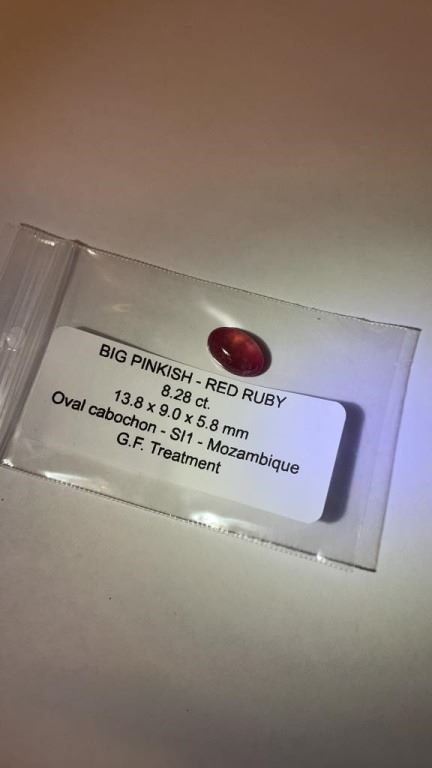 BIG PINKISH - RED RUBY
8.28 ct.
13.8 x 9.0 x 5.8 mm
Oval cabochon - SI1 - Mozambique
G.F. Treatment